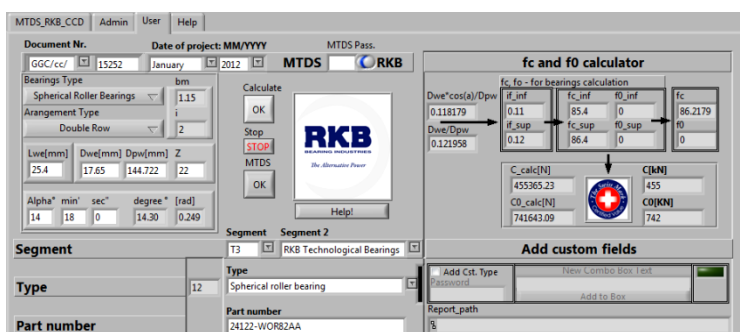 MTDS_RKB_CCD Admin User Help
Document Nr. Date of project: MM/YYYY MTDS Pass.
GGC/cc/ 15252 January 2012 MTDS RKB
fc and f0 calculator
Bearings Type bm
Spherical Roller Bearings 1.15
Arangement Type i
Double Row 2
Lwe[mm] Dwe[mm] Dpw[mm] Z
25.4 17.65 144.722 22
Alpha° min' sec" degree ° [rad]
14 18 0 14.30 0.249
Calculate
OK
Stop
STOP
MTDS
OK
RKB
BEARING INDUSTRIES
The Alternative Power
Help!
fc, fo - for bearings calculation
Dwe*cos(a)/Dpw if_inf fc_inf f0_inf fc
0.118179 0.11 85.4 0 86.2179
Dwe/Dpw if_sup fc_sup f0_sup f0
0.121958 0.12 86.4 0 0
C_calc[N] C[kN]
455365.23 455
C0_calc[N] C0[KN]
741643.09 742
Segment Segment 2
Segment T3 RKB Technological Bearings
Add custom fields
Type
Type 12 Spherical roller bearing
Part number
Part number 24122-WOR82AA
Add Cst. Type New Combo Box Text
Password
Add to Box
Report_path